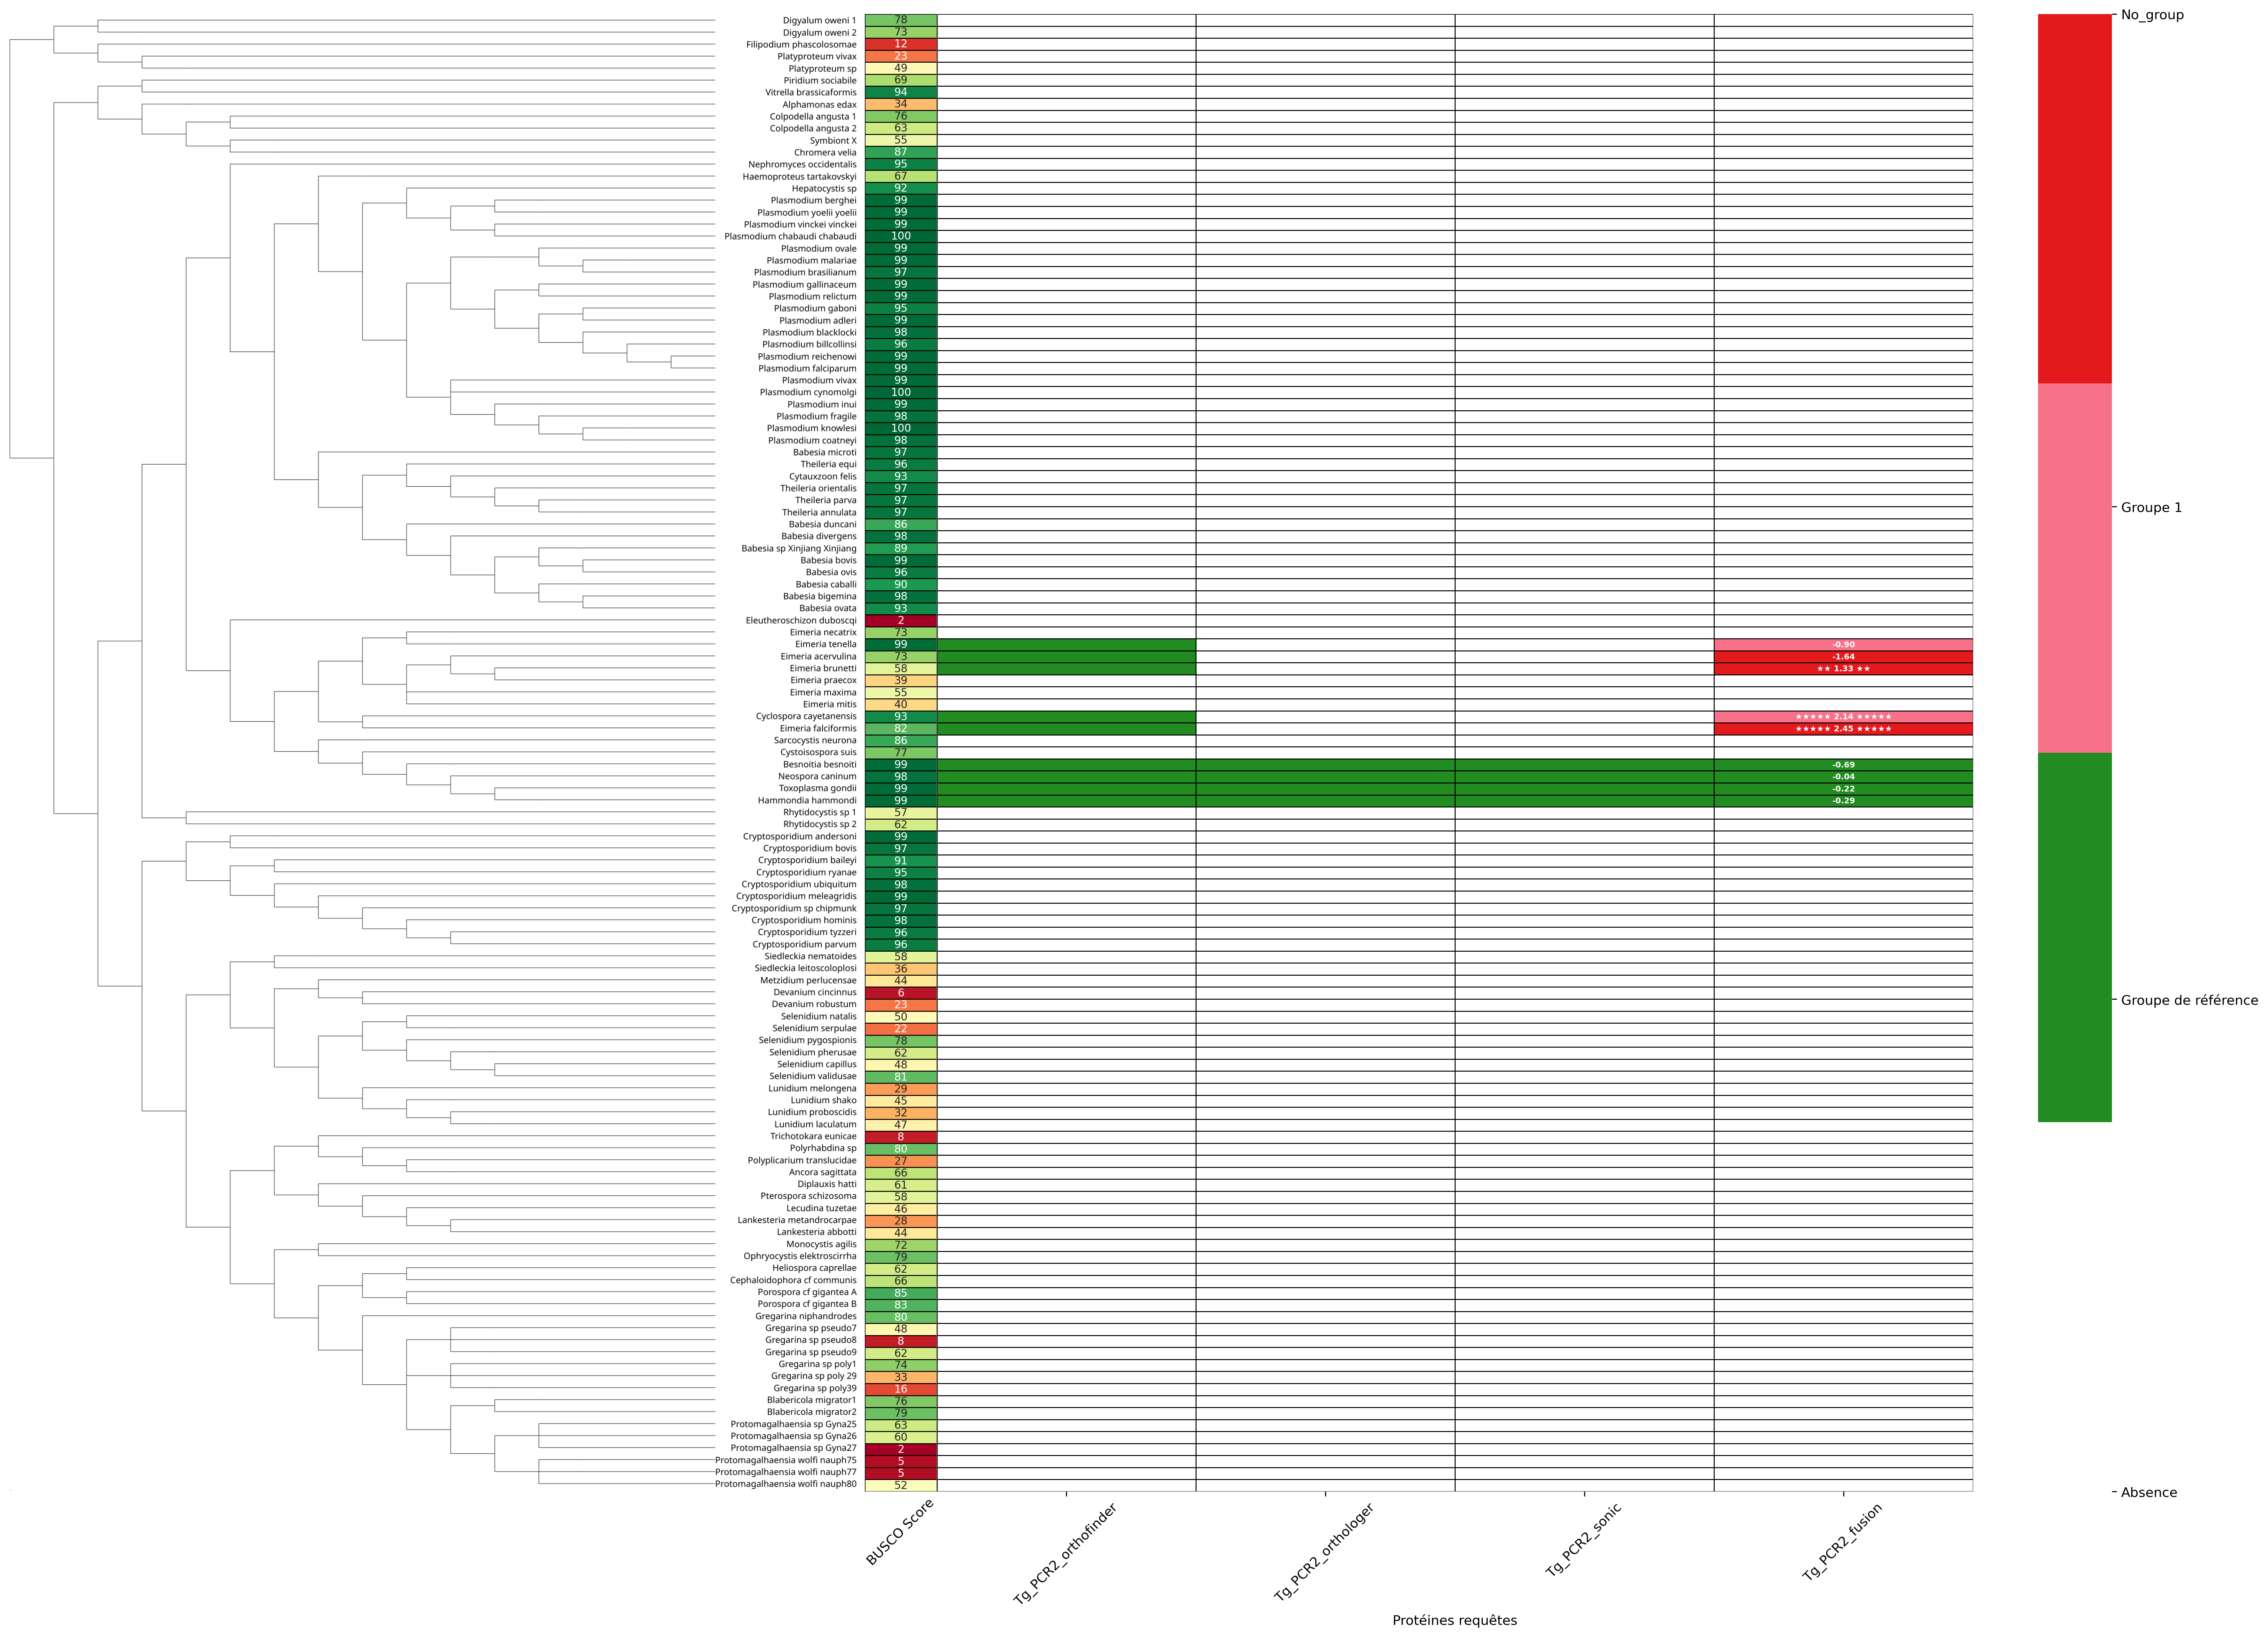 Digyalum oweni 1 78
Digyalum oweni 2 73
Filipodium phascolosomae 12
Platyproteum vivax 23
Platyproteum sp 49
Piridium sociabile 69
Vitrella brassicaformis 94
Alphamonas edax 34
Colpodella angusta 1 76
Colpodella angusta 2 63
Symbiont X 55
Chromera velia 87
Nephromyces occidentalis 95
Haemoproteus tartakovskyi 67
Hepatocystis sp 92
Plasmodium berghei 99
Plasmodium yoelii yoelii 99
Plasmodium vinckei vinckei 99
Plasmodium chabaudi chabaudi 100
Plasmodium ovale 99
Plasmodium malariae 99
Plasmodium brasilianum 97
Plasmodium gallinaceum 99
Plasmodium relictum 99
Plasmodium gaboni 95
Plasmodium adleri 99
Plasmodium blacklocki 98
Plasmodium billcollinsi 96
Plasmodium reichenowi 99
Plasmodium falciparum 99
Plasmodium vivax 99
Plasmodium cynomolgi 100
Plasmodium inui 99
Plasmodium fragile 98
Plasmodium knowlesi 100
Plasmodium coatneyi 98
Babesia microti 97
Theileria equi 96
Cytauxzoon felis 93
Theileria orientalis 97
Theileria parva 97
Theileria annulata 97
Babesia duncani 86
Babesia divergens 98
Babesia sp Xinjiang Xinjiang 89
Babesia bovis 99
Babesia ovis 96
Babesia caballi 90
Babesia bigemina 98
Babesia ovata 93
Eleutheroschizon duboscqi 2
Eimeria necatrix 73
Eimeria tenella 99 -0.90
Eimeria acervulina 73 -1.64
Eimeria brunetti 58 ★★ 1.33 ★★
Eimeria praecox 39
Eimeria maxima 55
Eimeria mitis 40
Cyclospora cayetanensis 93 ★★★★★ 2.14 ★★★★★
Eimeria falciformis 82 ★★★★★ 2.45 ★★★★★
Sarcocystis neurona 86
Cystoisospora suis 77
Besnoitia besnoiti 99 -0.69
Neospora caninum 98 -0.04
Toxoplasma gondii 99 -0.22
Hammondia hammondi 99 -0.29
Rhytidocystis sp 1 57
Rhytidocystis sp 2 62
Cryptosporidium andersoni 99
Cryptosporidium bovis 97
Cryptosporidium baileyi 91
Cryptosporidium ryanae 95
Cryptosporidium ubiquitum 98
Cryptosporidium meleagridis 99
Cryptosporidium sp chipmunk 97
Cryptosporidium hominis 98
Cryptosporidium tyzzeri 96
Cryptosporidium parvum 96
Siedleckia nematoides 58
Siedleckia leitoscoloplosi 36
Metzidium perlucensae 44
Devanium cincinnus 6
Devanium robustum 23
Selenidium natalis 50
Selenidium serpulae 22
Selenidium pygospionis 78
Selenidium pherusae 62
Selenidium capillus 48
Selenidium validusae 81
Lunidium melongena 29
Lunidium shako 45
Lunidium proboscidis 32
Lunidium laculatum 47
Trichotokara eunicae 8
Polyrhabdina sp 80
Polyplicarium translucidae 27
Ancora sagittata 66
Diplauxis hatti 61
Pterospora schizosoma 58
Lecudina tuzetae 46
Lankesteria metandrocarpae 28
Lankesteria abbotti 44
Monocystis agilis 72
Ophryocystis elektroscirrha 79
Heliospora caprellae 62
Cephaloidophora cf communis 66
Porospora cf gigantea A 85
Porospora cf gigantea B 83
Gregarina niphandrodes 80
Gregarina sp pseudo7 48
Gregarina sp pseudo8 8
Gregarina sp pseudo9 62
Gregarina sp poly1 74
Gregarina sp poly 29 33
Gregarina sp poly39 16
Blabericola migrator1 76
Blabericola migrator2 79
Protomagalhaensia sp Gyna25 63
Protomagalhaensia sp Gyna26 60
Protomagalhaensia sp Gyna27 2
Protomagalhaensia wolfi nauph75 5
Protomagalhaensia wolfi nauph77 5
Protomagalhaensia wolfi nauph80 52
BUSCO Score
Tg_PCR2_orthofinder
Tg_PCR2_orthologer
Tg_PCR2_sonic
Tg_PCR2_fusion
Protéines requêtes
No_group
Groupe 1
Groupe de référence
Absence